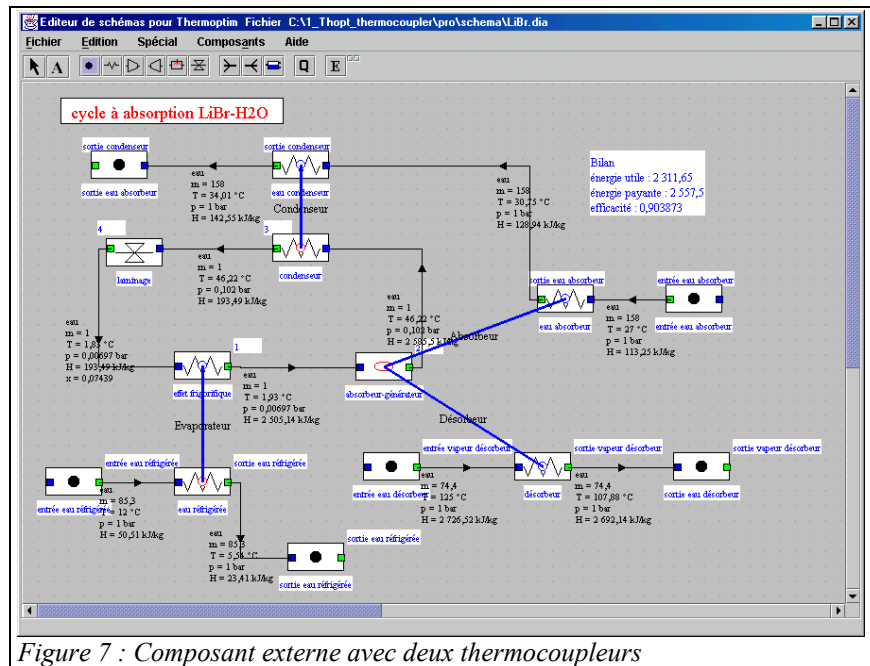 Editeur de schémas pour Thermoptim Fichier C:\1_Thopt_thermocoupler\pro\schema\LiBr.dia
Fichier Edition Spécial Composants Aide
A Q E
cycle à absorption LiBr-H2O
sortie condenseur
sortie eau absorbeur
eau
m = 158
T = 34,01 °C
p = 1 bar
H = 142,55 kJ/kg
sortie condenseur
eau condenseur
Condenseur
eau
m = 158
T = 30,75 °C
p = 1 bar
H = 128,94 kJ/kg
Bilan
énergie utile : 2 311,65
énergie payante : 2 557,5
efficacité : 0,903873
4
laminage
eau
m = 1
T = 46,22 °C
p = 0,102 bar
H = 193,49 kJ/kg
3
condenseur
eau
m = 1
T = 46,22 °C
p = 0,102 bar
H = 2 585,5 kJ/kg
sortie eau absorbeur
eau absorbeur
eau
m = 158
T = 27 °C
p = 1 bar
H = 113,25 kJ/kg
entrée eau absorbeur
entrée eau absorbeur
Absorbeur
eau
m = 1
T = 1,83 °C
p = 0,00697 bar
H = 193,49 kJ/kg
x = 0,07439
1
effet frigorifique
eau
m = 1
T = 1,93 °C
p = 0,00697 bar
H = 2 505,14 kJ/kg
2
absorbeur-générateur
Evaporateur
Désorbeur
entrée eau réfrigérée
entrée eau réfrigérée
eau
m = 85,3
T = 12 °C
p = 1 bar
H = 50,51 kJ/kg
sortie eau réfrigérée
eau réfrigérée
eau
m = 85,3
T = 5,54 °C
p = 1 bar
H = 23,41 kJ/kg
sortie eau réfrigérée
sortie eau réfrigérée
entrée vapeur désorbeur
entrée eau désorbeur
eau
m = 74,4
T = 125 °C
p = 1 bar
H = 2 726,52 kJ/kg
sortie vapeur désorbeur
désorbeur
eau
m = 74,4
T = 107,88 °C
p = 1 bar
H = 2 692,14 kJ/kg
sortie vapeur désorbeur
sortie eau désorbeur
Figure 7 : Composant externe avec deux thermocoupleurs